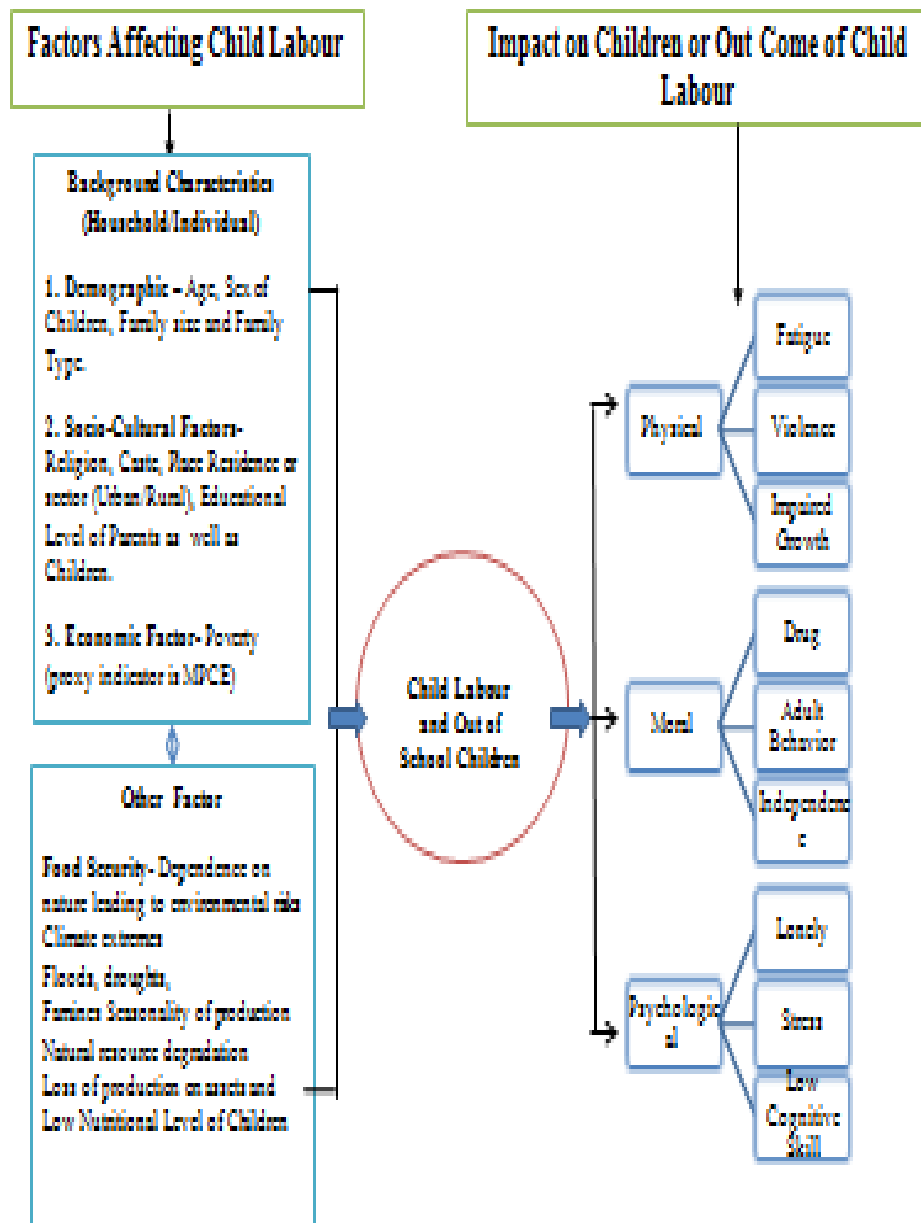 Factors Affecting Child Labour
Impact on Children or Out Come of Child
Labour
Background Characteristics
(Household/Individual)
1. Demographic – Age, Sex of
Children, Family size and Family
Type.
2. Socio-Cultural Factors-
Religion, Caste, Place Residence or
sector (Urban/Rural), Educational
Level of Parents as well as
Children.
3. Economic Factor- Poverty
(proxy indicator is MPCE)
Other Factor
Food Security- Dependence on
nature leading to environmental risks
Climate extremes
Floods, droughts,
Famines Seasonality of production
Natural resource degradation
Loss of production on assets and
Low Nutritional Level of Children
Child Labour
and Out of
School Children
Physical
Fatigue
Violence
Impaired
Growth
Moral
Drug
Adult
Behavior
Independenc
e
Psychologic
al
Lonely
Stress
Low
Cognitive
Skill